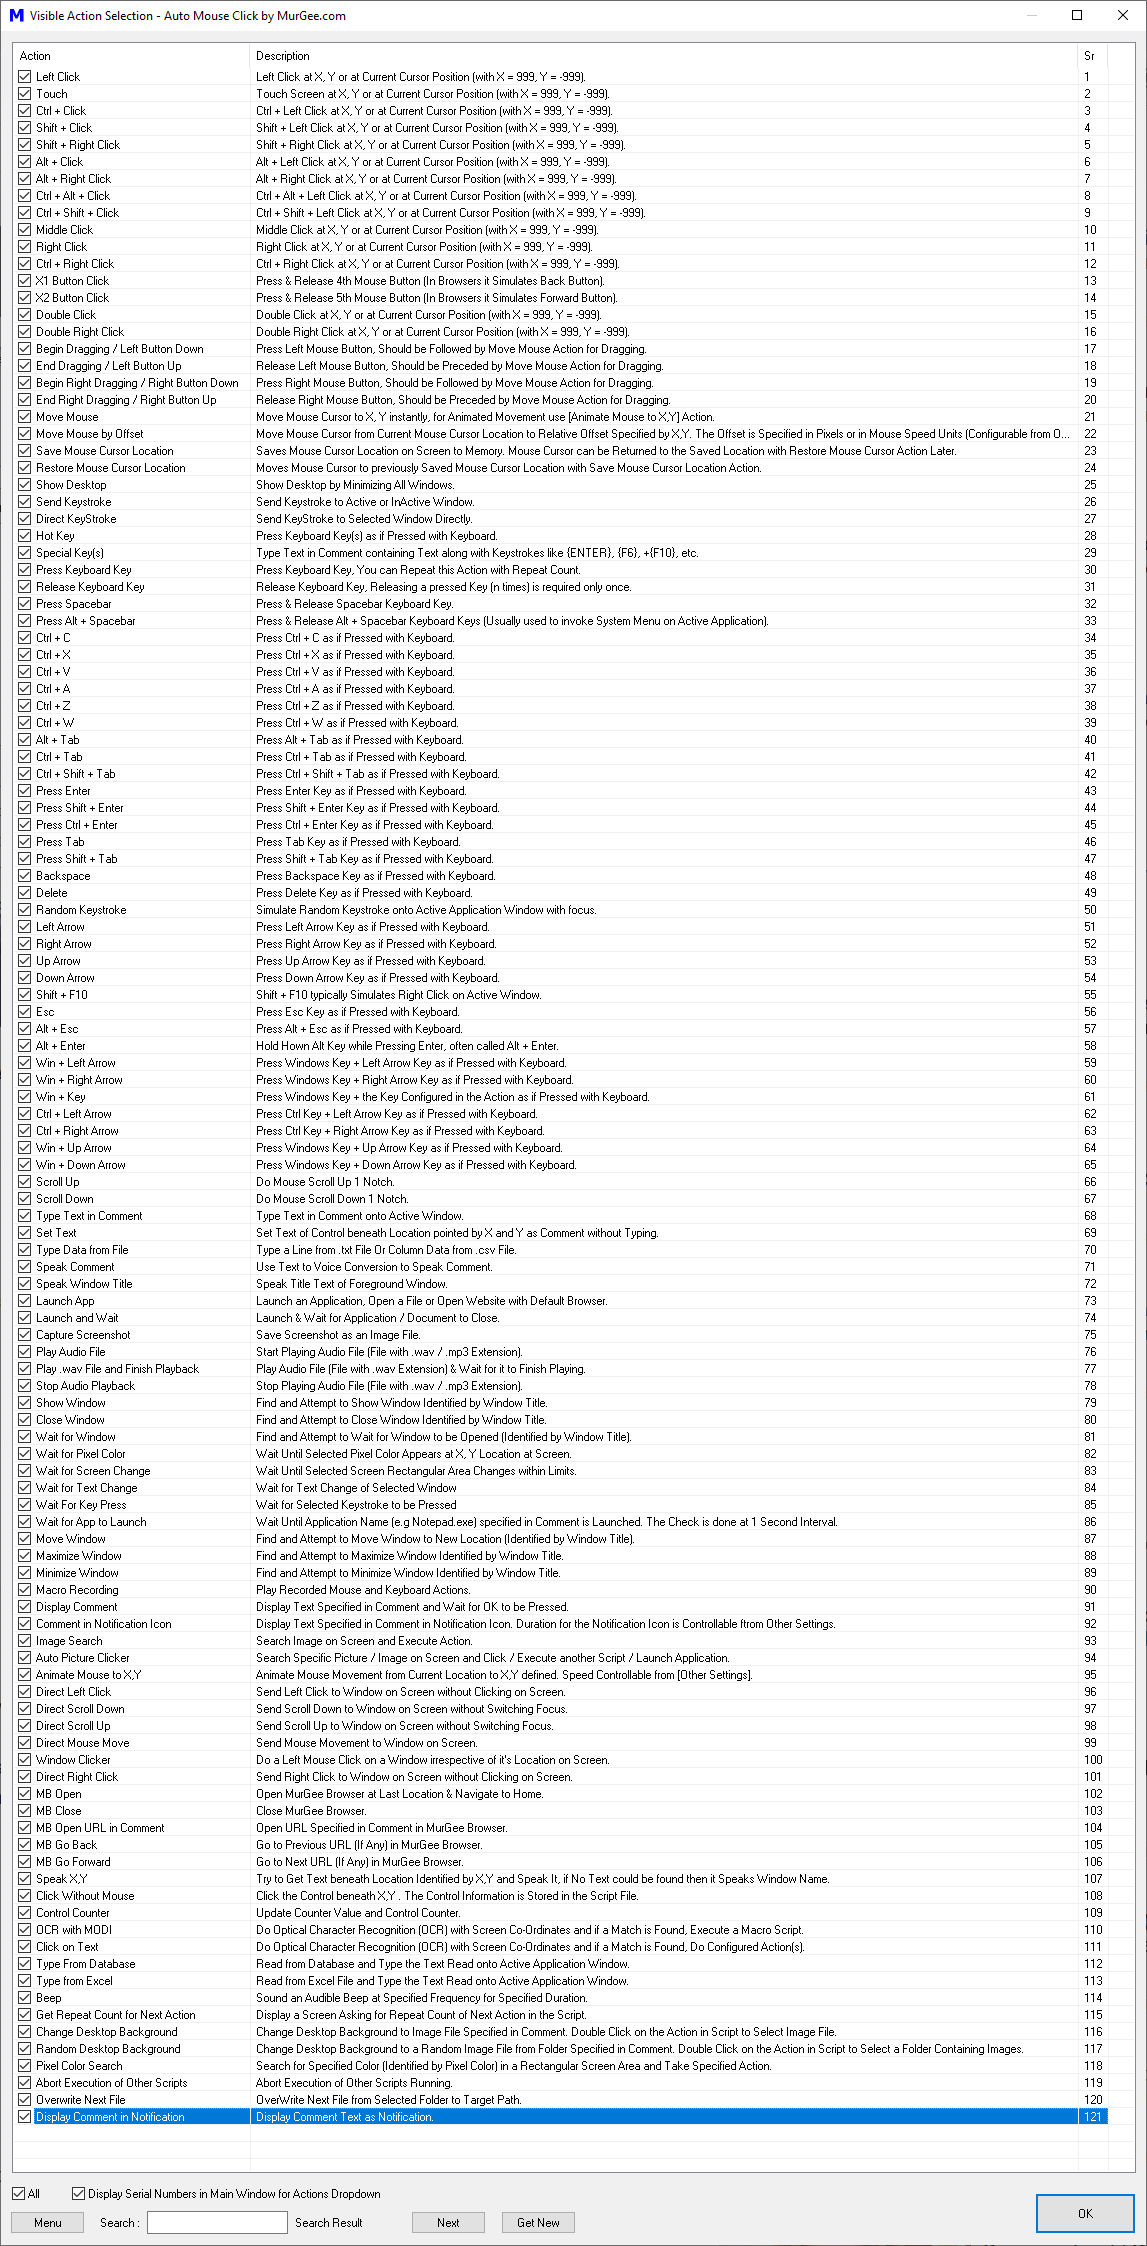 M Visible Action Selection - Auto Mouse Click by MurGee.com
Action Description Sr
Left Click Left Click at X, Y or at Current Cursor Position (with X = 999, Y = -999). 1
Touch Touch Screen at X, Y or at Current Cursor Position (with X = 999, Y = -999). 2
Ctrl + Click Ctrl + Left Click at X, Y or at Current Cursor Position (with X = 999, Y = -999). 3
Shift + Click Shift + Left Click at X, Y or at Current Cursor Position (with X = 999, Y = -999). 4
Shift + Right Click Shift + Right Click at X, Y or at Current Cursor Position (with X = 999, Y = -999). 5
Alt + Click Alt + Left Click at X, Y or at Current Cursor Position (with X = 999, Y = -999). 6
Alt + Right Click Alt + Right Click at X, Y or at Current Cursor Position (with X = 999, Y = -999). 7
Ctrl + Alt + Click Ctrl + Alt + Left Click at X, Y or at Current Cursor Position (with X = 999, Y = -999). 8
Ctrl + Shift + Click Ctrl + Shift + Left Click at X, Y or at Current Cursor Position (with X = 999, Y = -999). 9
Middle Click Middle Click at X, Y or at Current Cursor Position (with X = 999, Y = -999). 10
Right Click Right Click at X, Y or at Current Cursor Position (with X = 999, Y = -999). 11
Ctrl + Right Click Ctrl + Right Click at X, Y or at Current Cursor Position (with X = 999, Y = -999). 12
X1 Button Click Press & Release 4th Mouse Button (In Browsers it Simulates Back Button). 13
X2 Button Click Press & Release 5th Mouse Button (In Browsers it Simulates Forward Button). 14
Double Click Double Click at X, Y or at Current Cursor Position (with X = 999, Y = -999). 15
Double Right Click Double Right Click at X, Y or at Current Cursor Position (with X = 999, Y = -999). 16
Begin Dragging / Left Button Down Press Left Mouse Button, Should be Followed by Move Mouse Action for Dragging. 17
End Dragging / Left Button Up Release Left Mouse Button, Should be Preceded by Move Mouse Action for Dragging. 18
Begin Right Dragging / Right Button Down Press Right Mouse Button, Should be Followed by Move Mouse Action for Dragging. 19
End Right Dragging / Right Button Up Release Right Mouse Button, Should be Preceded by Move Mouse Action for Dragging. 20
Move Mouse Move Mouse Cursor to X, Y instantly, for Animated Movement use [Animate Mouse to X,Y] Action. 21
Move Mouse by Offset Move Mouse Cursor from Current Mouse Cursor Location to Relative Offset Specified by X,Y. The Offset is Specified in Pixels or in Mouse Speed Units (Configurable from O... 22
Save Mouse Cursor Location Saves Mouse Cursor Location on Screen to Memory. Mouse Cursor can be Returned to the Saved Location with Restore Mouse Cursor Action Later. 23
Restore Mouse Cursor Location Moves Mouse Cursor to previously Saved Mouse Cursor Location with Save Mouse Cursor Location Action. 24
Show Desktop Show Desktop by Minimizing All Windows. 25
Send Keystroke Send Keystroke to Active or InActive Window. 26
Direct KeyStroke Send KeyStroke to Selected Window Directly. 27
Hot Key Press Keyboard Key(s) as if Pressed with Keyboard. 28
Special Key(s) Type Text in Comment containing Text along with Keystrokes like {ENTER}, {F6}, +{F10}, etc. 29
Press Keyboard Key Press Keyboard Key, You can Repeat this Action with Repeat Count. 30
Release Keyboard Key Release Keyboard Key, Releasing a pressed Key (n times) is required only once. 31
Press Spacebar Press & Release Spacebar Keyboard Key. 32
Press Alt + Spacebar Press & Release Alt + Spacebar Keyboard Keys (Usually used to invoke System Menu on Active Application). 33
Ctrl + C Press Ctrl + C as if Pressed with Keyboard. 34
Ctrl + X Press Ctrl + X as if Pressed with Keyboard. 35
Ctrl + V Press Ctrl + V as if Pressed with Keyboard. 36
Ctrl + A Press Ctrl + A as if Pressed with Keyboard. 37
Ctrl + Z Press Ctrl + Z as if Pressed with Keyboard. 38
Ctrl + W Press Ctrl + W as if Pressed with Keyboard. 39
Alt + Tab Press Alt + Tab as if Pressed with Keyboard. 40
Ctrl + Tab Press Ctrl + Tab as if Pressed with Keyboard. 41
Ctrl + Shift + Tab Press Ctrl + Shift + Tab as if Pressed with Keyboard. 42
Press Enter Press Enter Key as if Pressed with Keyboard. 43
Press Shift + Enter Press Shift + Enter Key as if Pressed with Keyboard. 44
Press Ctrl + Enter Press Ctrl + Enter Key as if Pressed with Keyboard. 45
Press Tab Press Tab Key as if Pressed with Keyboard. 46
Press Shift + Tab Press Shift + Tab Key as if Pressed with Keyboard. 47
Backspace Press Backspace Key as if Pressed with Keyboard. 48
Delete Press Delete Key as if Pressed with Keyboard. 49
Random Keystroke Simulate Random Keystroke onto Active Application Window with focus. 50
Left Arrow Press Left Arrow Key as if Pressed with Keyboard. 51
Right Arrow Press Right Arrow Key as if Pressed with Keyboard. 52
Up Arrow Press Up Arrow Key as if Pressed with Keyboard. 53
Down Arrow Press Down Arrow Key as if Pressed with Keyboard. 54
Shift + F10 Shift + F10 typically Simulates Right Click on Active Window. 55
Esc Press Esc Key as if Pressed with Keyboard. 56
Alt + Esc Press Alt + Esc as if Pressed with Keyboard. 57
Alt + Enter Hold Hown Alt Key while Pressing Enter, often called Alt + Enter. 58
Win + Left Arrow Press Windows Key + Left Arrow Key as if Pressed with Keyboard. 59
Win + Right Arrow Press Windows Key + Right Arrow Key as if Pressed with Keyboard. 60
Win + Key Press Windows Key + the Key Configured in the Action as if Pressed with Keyboard. 61
Ctrl + Left Arrow Press Ctrl Key + Left Arrow Key as if Pressed with Keyboard. 62
Ctrl + Right Arrow Press Ctrl Key + Right Arrow Key as if Pressed with Keyboard. 63
Win + Up Arrow Press Windows Key + Up Arrow Key as if Pressed with Keyboard. 64
Win + Down Arrow Press Windows Key + Down Arrow Key as if Pressed with Keyboard. 65
Scroll Up Do Mouse Scroll Up 1 Notch. 66
Scroll Down Do Mouse Scroll Down 1 Notch. 67
Type Text in Comment Type Text in Comment onto Active Window. 68
Set Text Set Text of Control beneath Location pointed by X and Y as Comment without Typing. 69
Type Data from File Type a Line from .txt File Or Column Data from .csv File. 70
Speak Comment Use Text to Voice Conversion to Speak Comment. 71
Speak Window Title Speak Title Text of Foreground Window. 72
Launch App Launch an Application, Open a File or Open Website with Default Browser. 73
Launch and Wait Launch & Wait for Application / Document to Close. 74
Capture Screenshot Save Screenshot as an Image File. 75
Play Audio File Start Playing Audio File (File with .wav / .mp3 Extension). 76
Play .wav File and Finish Playback Play Audio File (File with .wav Extension) & Wait for it to Finish Playing. 77
Stop Audio Playback Stop Playing Audio File (File with .wav / .mp3 Extension). 78
Show Window Find and Attempt to Show Window Identified by Window Title. 79
Close Window Find and Attempt to Close Window Identified by Window Title. 80
Wait for Window Find and Attempt to Wait for Window to be Opened (Identified by Window Title). 81
Wait for Pixel Color Wait Until Selected Pixel Color Appears at X, Y Location at Screen. 82
Wait for Screen Change Wait Until Selected Screen Rectangular Area Changes within Limits. 83
Wait for Text Change Wait for Text Change of Selected Window 84
Wait For Key Press Wait for Selected Keystroke to be Pressed 85
Wait for App to Launch Wait Until Application Name (e.g Notepad.exe) specified in Comment is Launched. The Check is done at 1 Second Interval. 86
Move Window Find and Attempt to Move Window to New Location (Identified by Window Title). 87
Maximize Window Find and Attempt to Maximize Window Identified by Window Title. 88
Minimize Window Find and Attempt to Minimize Window Identified by Window Title. 89
Macro Recording Play Recorded Mouse and Keyboard Actions. 90
Display Comment Display Text Specified in Comment and Wait for OK to be Pressed. 91
Comment in Notification Icon Display Text Specified in Comment in Notification Icon. Duration for the Notification Icon is Controllable ftrom Other Settings. 92
Image Search Search Image on Screen and Execute Action. 93
Auto Picture Clicker Search Specific Picture / Image on Screen and Click / Execute another Script / Launch Application. 94
Animate Mouse to X,Y Animate Mouse Movement from Current Location to X,Y defined. Speed Controllable from [Other Settings]. 95
Direct Left Click Send Left Click to Window on Screen without Clicking on Screen. 96
Direct Scroll Down Send Scroll Down to Window on Screen without Switching Focus. 97
Direct Scroll Up Send Scroll Up to Window on Screen without Switching Focus. 98
Direct Mouse Move Send Mouse Movement to Window on Screen. 99
Window Clicker Do a Left Mouse Click on a Window irrespective of it's Location on Screen. 100
Direct Right Click Send Right Click to Window on Screen without Clicking on Screen. 101
MB Open Open MurGee Browser at Last Location & Navigate to Home. 102
MB Close Close MurGee Browser. 103
MB Open URL in Comment Open URL Specified in Comment in MurGee Browser. 104
MB Go Back Go to Previous URL (If Any) in MurGee Browser. 105
MB Go Forward Go to Next URL (If Any) in MurGee Browser. 106
Speak X,Y Try to Get Text beneath Location Identified by X,Y and Speak It, if No Text could be found then it Speaks Window Name. 107
Click Without Mouse Click the Control beneath X,Y . The Control Information is Stored in the Script File. 108
Control Counter Update Counter Value and Control Counter. 109
OCR with MODI Do Optical Character Recognition (OCR) with Screen Co-Ordinates and if a Match is Found, Execute a Macro Script. 110
Click on Text Do Optical Character Recognition (OCR) with Screen Co-Ordinates and if a Match is Found, Do Configured Action(s). 111
Type From Database Read from Database and Type the Text Read onto Active Application Window. 112
Type from Excel Read from Excel File and Type the Text Read onto Active Application Window. 113
Beep Sound an Audible Beep at Specified Frequency for Specified Duration. 114
Get Repeat Count for Next Action Display a Screen Asking for Repeat Count of Next Action in the Script. 115
Change Desktop Background Change Desktop Background to Image File Specified in Comment. Double Click on the Action in Script to Select Image File. 116
Random Desktop Background Change Desktop Background to a Random Image File from Folder Specified in Comment. Double Click on the Action in Script to Select a Folder Containing Images. 117
Pixel Color Search Search for Specified Color (Identified by Pixel Color) in a Rectangular Screen Area and Take Specified Action. 118
Abort Execution of Other Scripts Abort Execution of Other Scripts Running. 119
Overwrite Next File OverWrite Next File from Selected Folder to Target Path. 120
Display Comment in Notification Display Comment Text as Notification. 121
All Display Serial Numbers in Main Window for Actions Dropdown
Menu Search : Search Result Next Get New OK